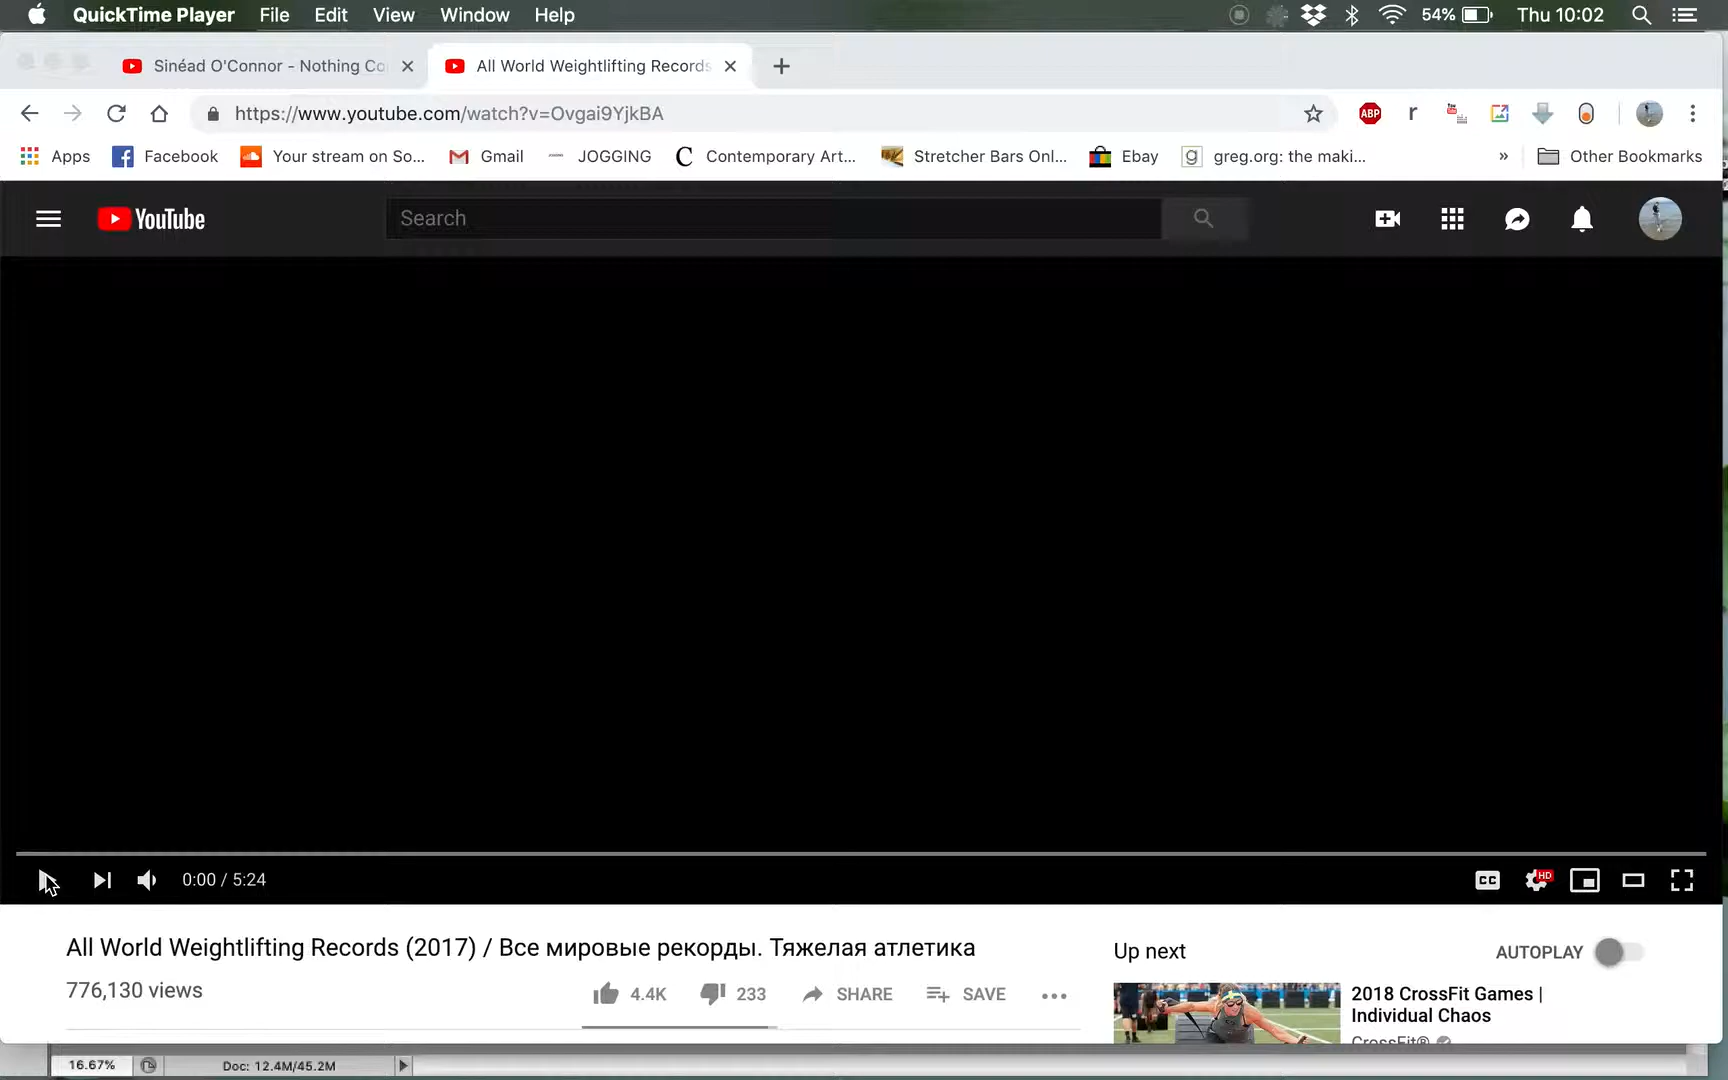 QuickTime Player File Edit View Window Help 54% Thu 10:02
Sinéad O'Connor - Nothing Co All World Weightlifting Records
https://www.youtube.com/watch?v=Ovgai9YjkBA ABP r
Apps Facebook Your stream on So... Gmail JOGGING Contemporary Art... Stretcher Bars Onl... Ebay greg.org: the maki... » Other Bookmarks
YouTube Search
0:00 / 5:24 CC HD
All World Weightlifting Records (2017) / Все мировые рекорды. Тяжелая атлетика
776,130 views 4.4K 233 SHARE SAVE
Up next AUTOPLAY
2018 CrossFit Games |
Individual Chaos
CrossFit®
16.67% Doc: 12.4M/45.2M